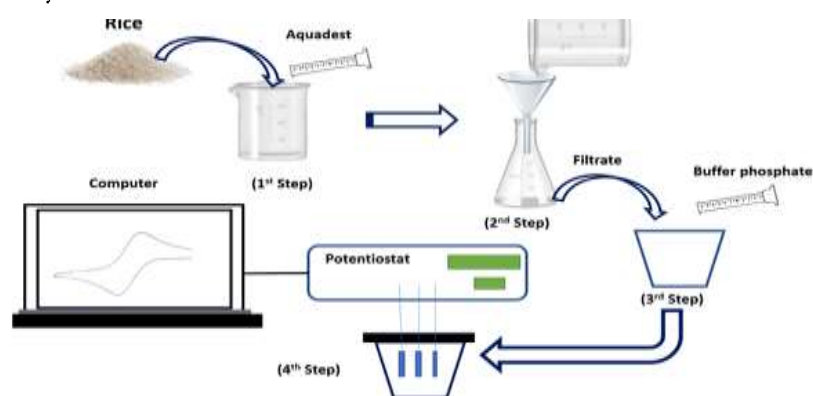 Rice
Aquadest
(1st Step)
(2nd Step)
Filtrate
Buffer phosphate
(3rd Step)
Computer
Potentiostat
(4th Step)